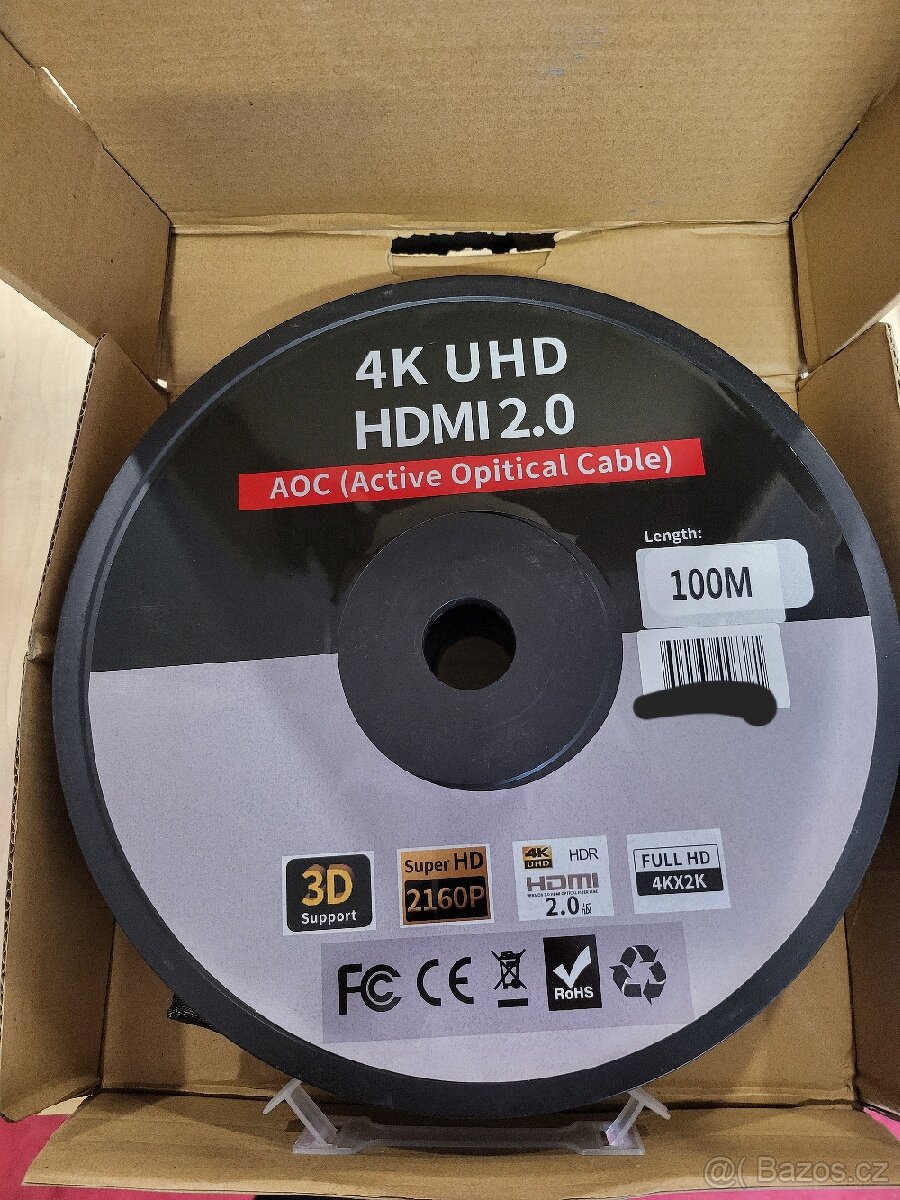 4K UHD
HDMI 2.0
AOC (Active Opitical Cable)
Length:
100M
3D
Support
Super HD
2160P
4K
UHD
HDR
HDMI
2.0版
FULL HD
4KX2K
FC CE
RoHS
@( Bazos.cz